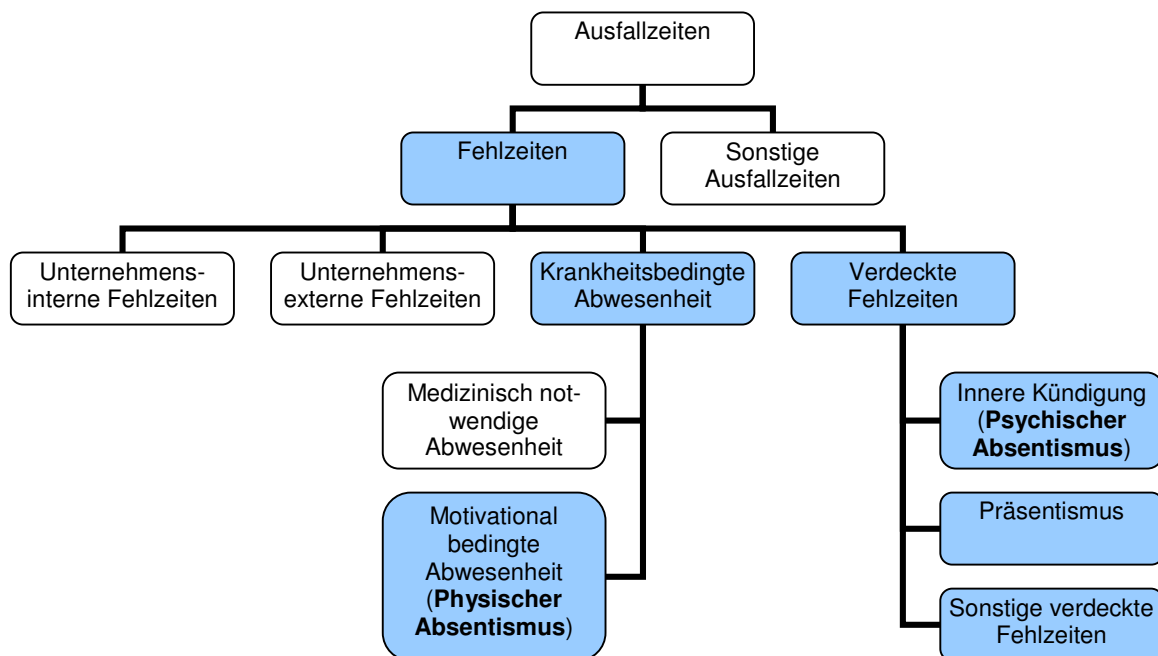 Ausfallzeiten
Fehlzeiten
Sonstige
Ausfallzeiten
Unternehmens-
interne Fehlzeiten
Unternehmens-
externe Fehlzeiten
Krankheitsbedingte
Abwesenheit
Verdeckte
Fehlzeiten
Medizinisch not-
wendige
Abwesenheit
Motivational
bedingte
Abwesenheit
(Physischer
Absentismus)
Innere Kündigung
(Psychischer
Absentismus)
Präsentismus
Sonstige verdeckte
Fehlzeiten